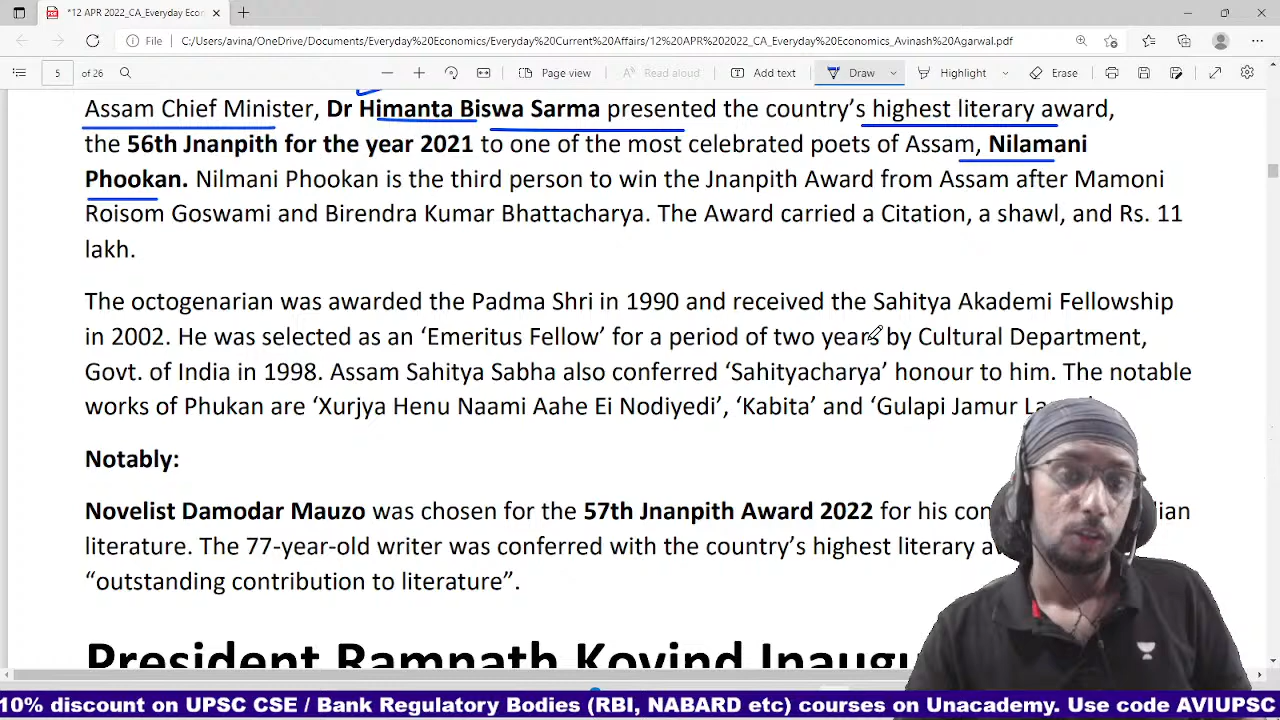 *12 APR 2022_CA_Everyday Econ
File C:/Users/avina/OneDrive/Documents/Everyday%20Economics/Everyday%20Current%20Affairs/12%20APR%202022_CA_Everyday%20Economics_Avinash%20Agarwal.pdf
5 of 26 Page view Read aloud Add text Draw Highlight Erase
Assam Chief Minister, Dr Himanta Biswa Sarma presented the country's highest literary award,
the 56th Jnanpith for the year 2021 to one of the most celebrated poets of Assam, Nilamani
Phookan. Nilmani Phookan is the third person to win the Jnanpith Award from Assam after Mamoni
Roisom Goswami and Birendra Kumar Bhattacharya. The Award carried a Citation, a shawl, and Rs. 11
lakh.
The octogenarian was awarded the Padma Shri in 1990 and received the Sahitya Akademi Fellowship
in 2002. He was selected as an 'Emeritus Fellow' for a period of two years by Cultural Department,
Govt. of India in 1998. Assam Sahitya Sabha also conferred 'Sahityacharya' honour to him. The notable
works of Phukan are 'Xurjya Henu Naami Aahe Ei Nodiyedi', 'Kabita' and 'Gulapi Jamur
Notably:
Novelist Damodar Mauzo was chosen for the 57th Jnanpith Award 2022 for his
literature. The 77-year-old writer was conferred with the country's highest literary
"outstanding contribution to literature".
President Ramnath Kovind
10% discount on UPSC CSE / Bank Regulatory Bodies (RBI, NABARD etc) courses on Unacademy. Use code AVIUPSC